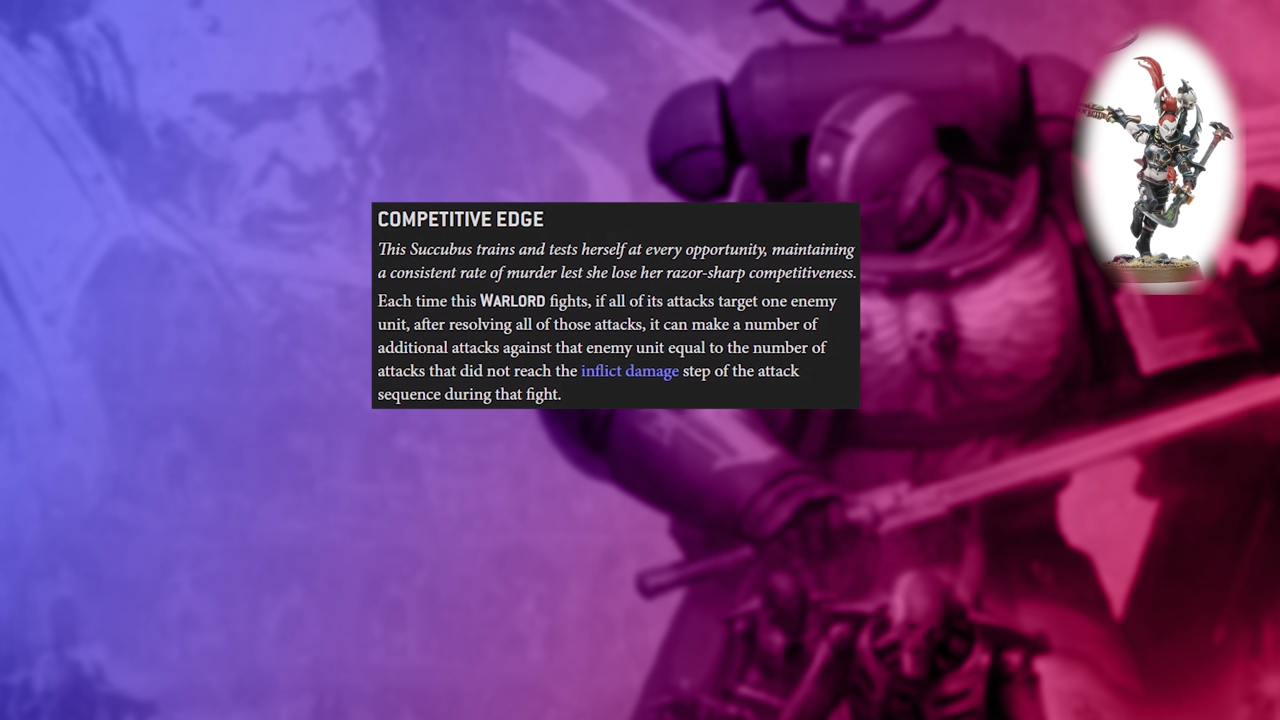 COMPETITIVE EDGE
This Succubus trains and tests herself at every opportunity, maintaining
a consistent rate of murder lest she lose her razor-sharp competitiveness.
Each time this WARLORD fights, if all of its attacks target one enemy
unit, after resolving all of those attacks, it can make a number of
additional attacks against that enemy unit equal to the number of
attacks that did not reach the inflict damage step of the attack
sequence during that fight.